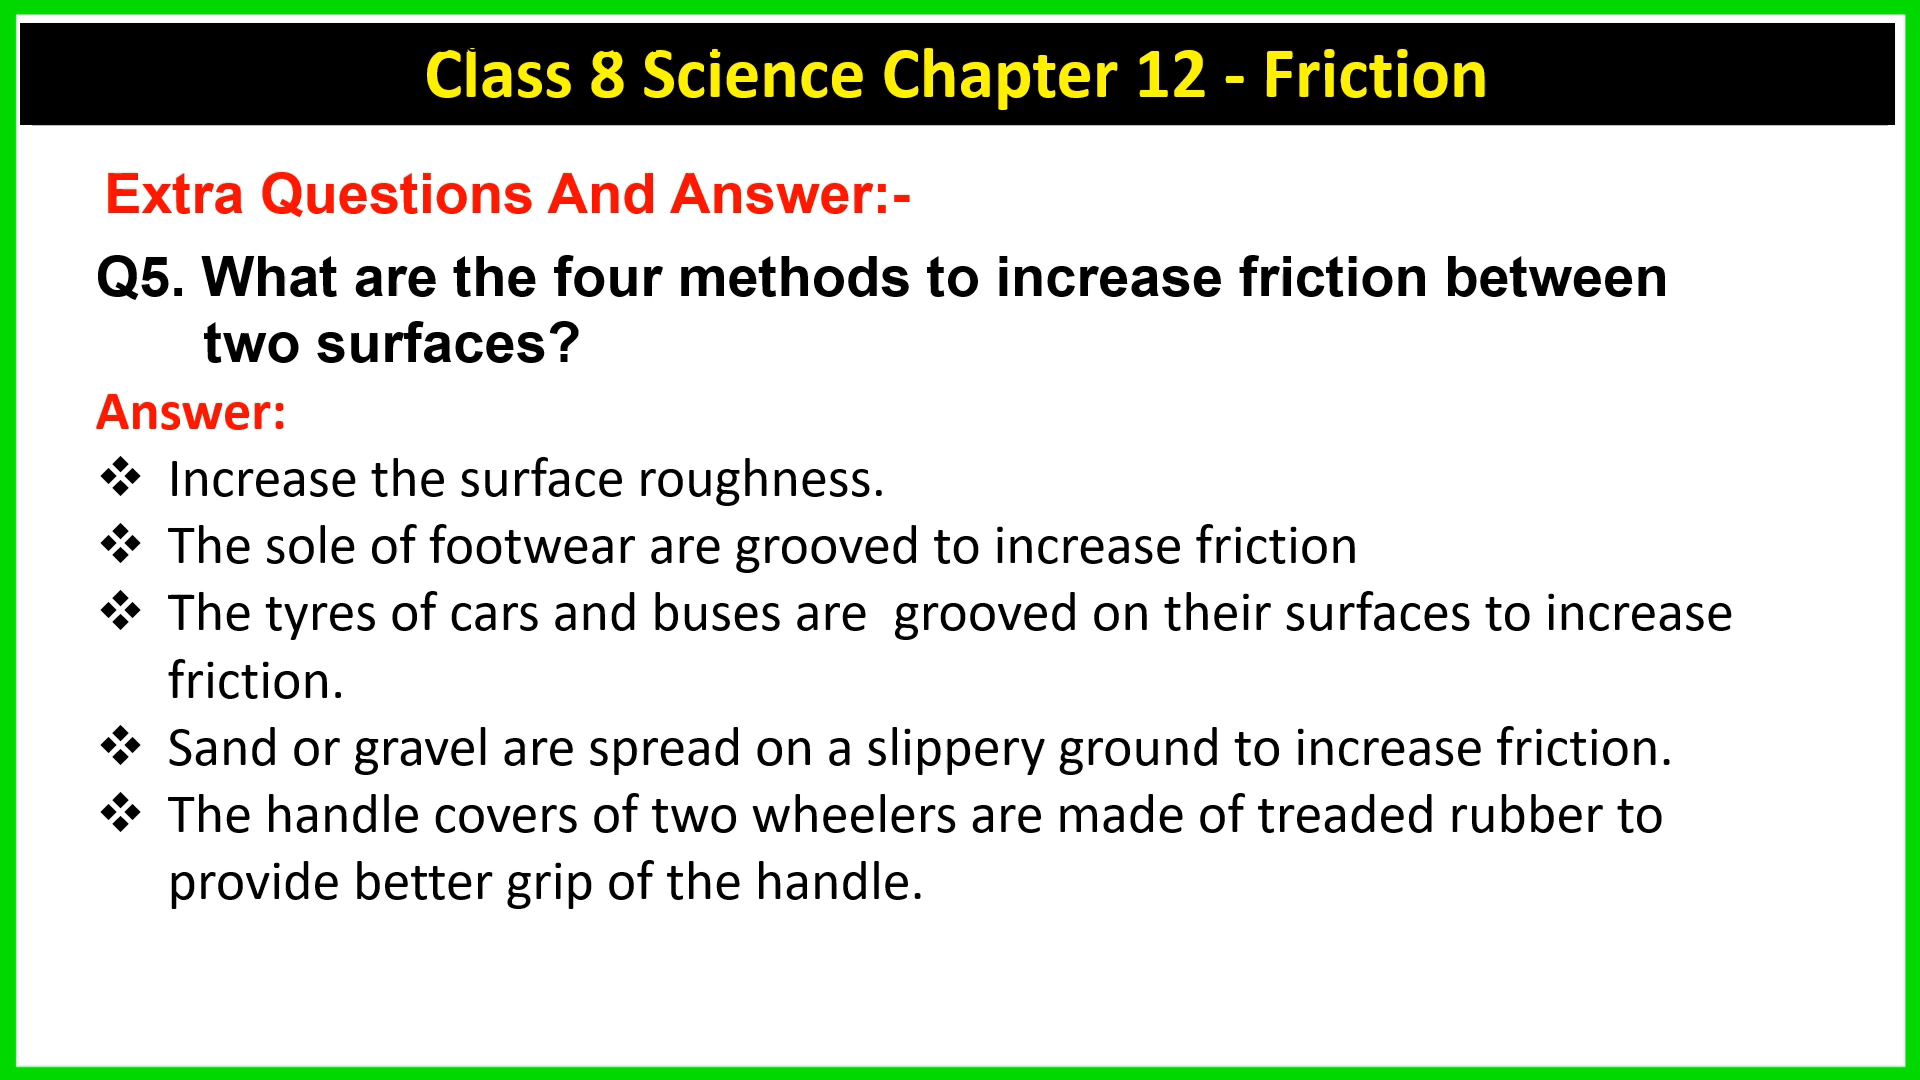 Class 8 Science Chapter 12 - Friction
Extra Questions And Answer:-
Q5. What are the four methods to increase friction between
two surfaces?
Answer:
❖ Increase the surface roughness.
❖ The sole of footwear are grooved to increase friction
❖ The tyres of cars and buses are  grooved on their surfaces to increase
friction.
❖ Sand or gravel are spread on a slippery ground to increase friction.
❖ The handle covers of two wheelers are made of treaded rubber to
provide better grip of the handle.